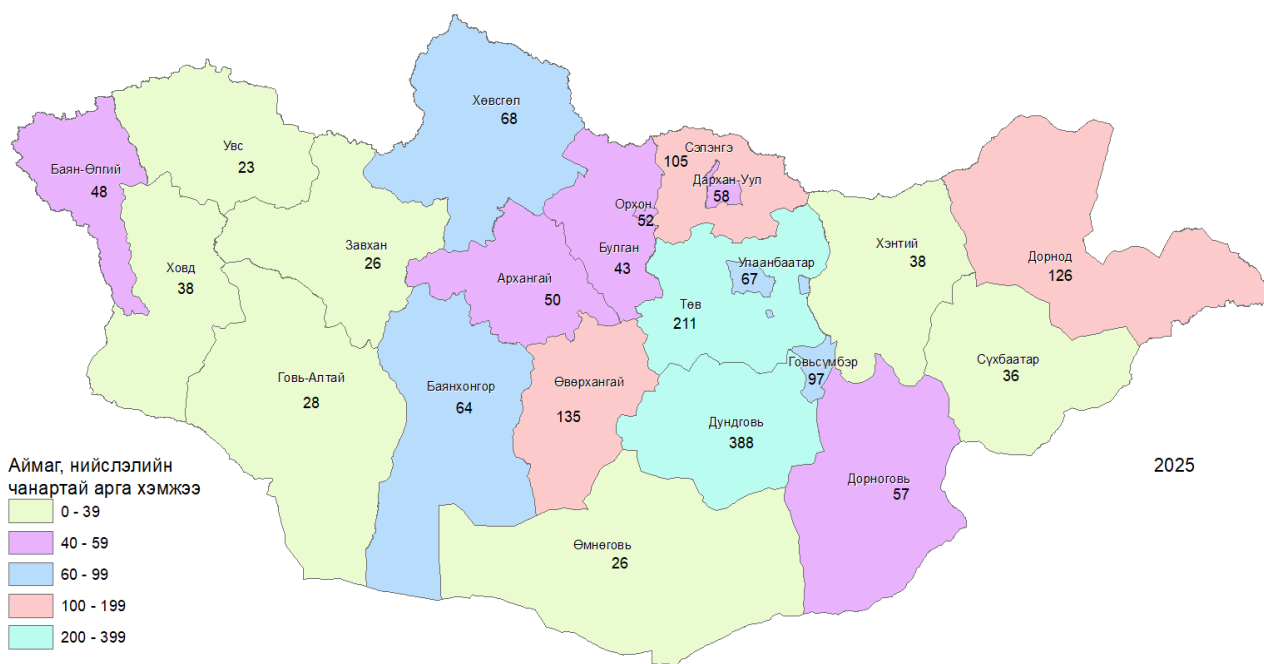 Хөвсгөл
68
Увс
23
Баян-Өлгий
48
Сэлэнгэ
105
Дархан-Уул
58
Орхон
52
Завхан
26
Булган
43
Хэнтий
38
Дорнод
126
Ховд
38
Архангай
50
Улаанбаатар
67
Төв
211
Говь-Алтай
28
Баянхонгор
64
Өвөрхангай
135
Говьсүмбэр
97
Сүхбаатар
36
Дундговь
388
Дорноговь
57
Өмнөговь
26
2025
Аймаг, нийслэлийн
чанартай арга хэмжээ
0 - 39
40 - 59
60 - 99
100 - 199
200 - 399